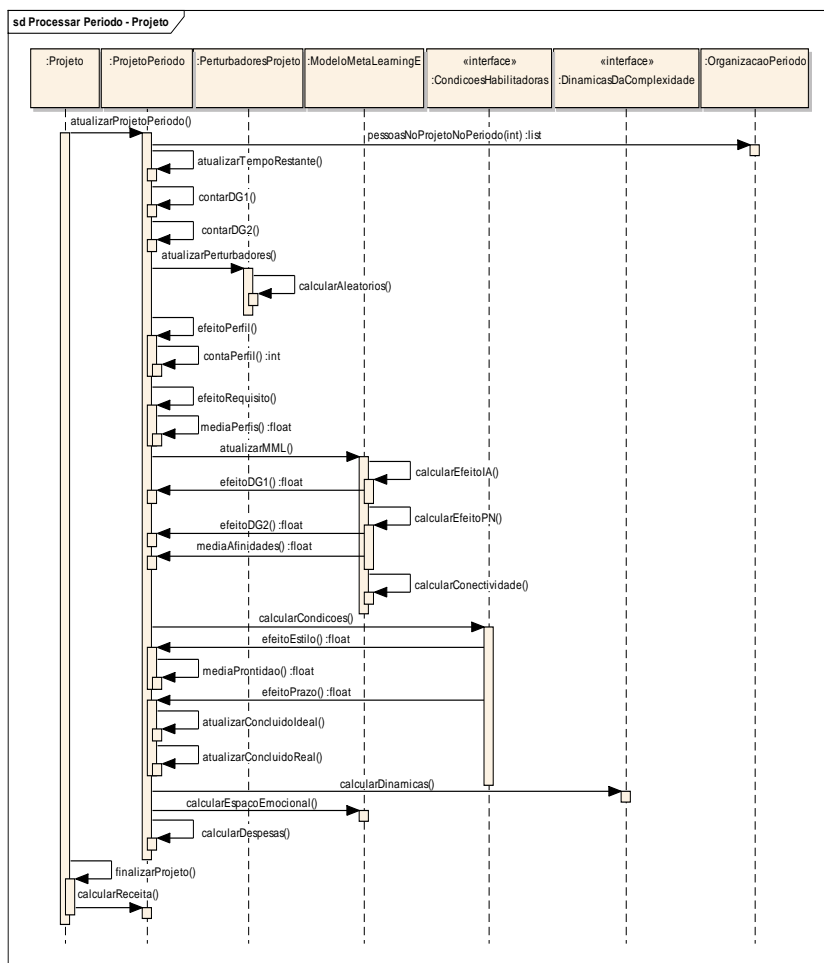 sd Processar Periodo - Projeto
:Projeto
:ProjetoPeriodo
:PerturbadoresProjeto
:ModeloMetaLearningE
«interface»
:CondicoesHabilitadoras
«interface»
:DinamicasDaComplexidade
:OrganizacaoPeriodo
atualizarProjetoPeriodo()
pessoasNoProjetoNoPeriodo(int) :list
atualizarTempoRestante()
contarDG1()
contarDG2()
atualizarPerturbadores()
calcularAleatorios()
efeitoPerfil()
contaPerfil() :int
efeitoRequisito()
mediaPerfis() :float
atualizarMML()
calcularEfeitoIA()
efeitoDG1() :float
calcularEfeitoPN()
efeitoDG2() :float
mediaAfinidades() :float
calcularConectividade()
calcularCondicoes()
efeitoEstilo() :float
mediaProntidao() :float
efeitoPrazo() :float
atualizarConcluidoIdeal()
atualizarConcluidoReal()
calcularDinamicas()
calcularEspacoEmocional()
calcularDespesas()
finalizarProjeto()
calcularReceita()